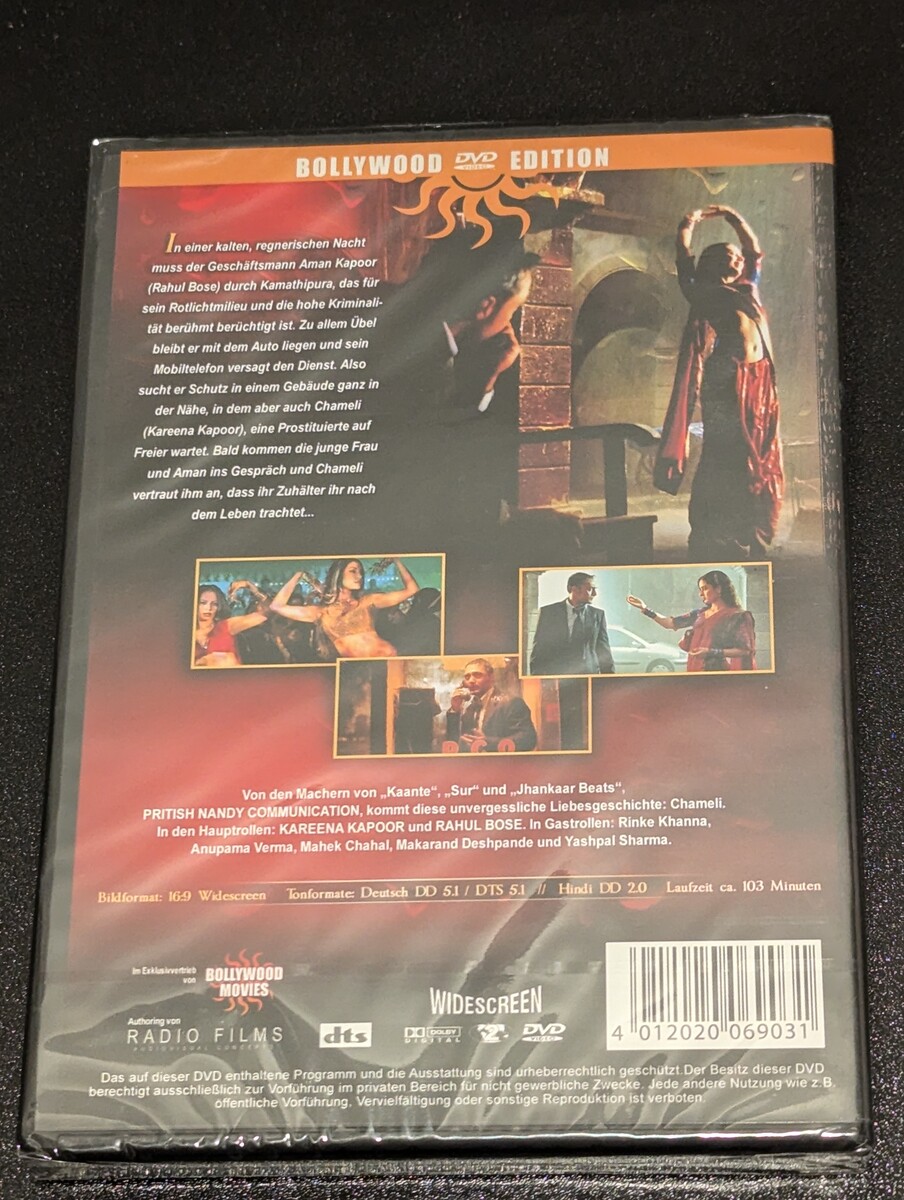 BOLLYWOOD DVD VIDEO EDITION
In einer kalten, regnerischen Nacht
muss der Geschäftsmann Aman Kapoor
(Rahul Bose) durch Kamathipura, das für
sein Rotlichtmilieu und die hohe Kriminali-
tät berühmt berüchtigt ist. Zu allem Übel
bleibt er mit dem Auto liegen und sein
Mobiltelefon versagt den Dienst. Also
sucht er Schutz in einem Gebäude ganz in
der Nähe, in dem aber auch Chameli
(Kareena Kapoor), eine Prostituierte auf
Freier wartet. Bald kommen die junge Frau
und Aman ins Gespräch und Chameli
vertraut ihm an, dass ihr Zuhälter ihr nach
dem Leben trachtet...
P C O
Von den Machern von „Kaante“, „Sur“ und „Jhankaar Beats“,
PRITISH NANDY COMMUNICATION, kommt diese unvergessliche Liebesgeschichte: Chameli.
In den Hauptrollen: KAREENA KAPOOR und RAHUL BOSE. In Gastrollen: Rinke Khanna,
Anupama Verma, Mahek Chahal, Makarand Deshpande und Yashpal Sharma.
Bildformat: 16:9 Widescreen Tonformate: Deutsch DD 5.1 / DTS 5.1 // Hindi DD 2.0 Laufzeit ca. 103 Minuten
Im Exklusivvertrieb
von
BOLLYWOOD
MOVIES
Authoring von
RADIO FILMS
AUDIOVISUAL CONCEPTS
dts
WIDESCREEN
DOLBY
DIGITAL
2
DVD
VIDEO
4 012020 069031
Das auf dieser DVD enthaltene Programm und die Ausstattung sind urheberrechtlich geschützt.Der Besitz dieser DVD
berechtigt ausschließlich zur Vorführung im privaten Bereich für nicht gewerbliche Zwecke. Jede andere Nutzung wie z.B.
öffentliche Vorführung, Vervielfältigung oder sonstige Reproduktion ist verboten.